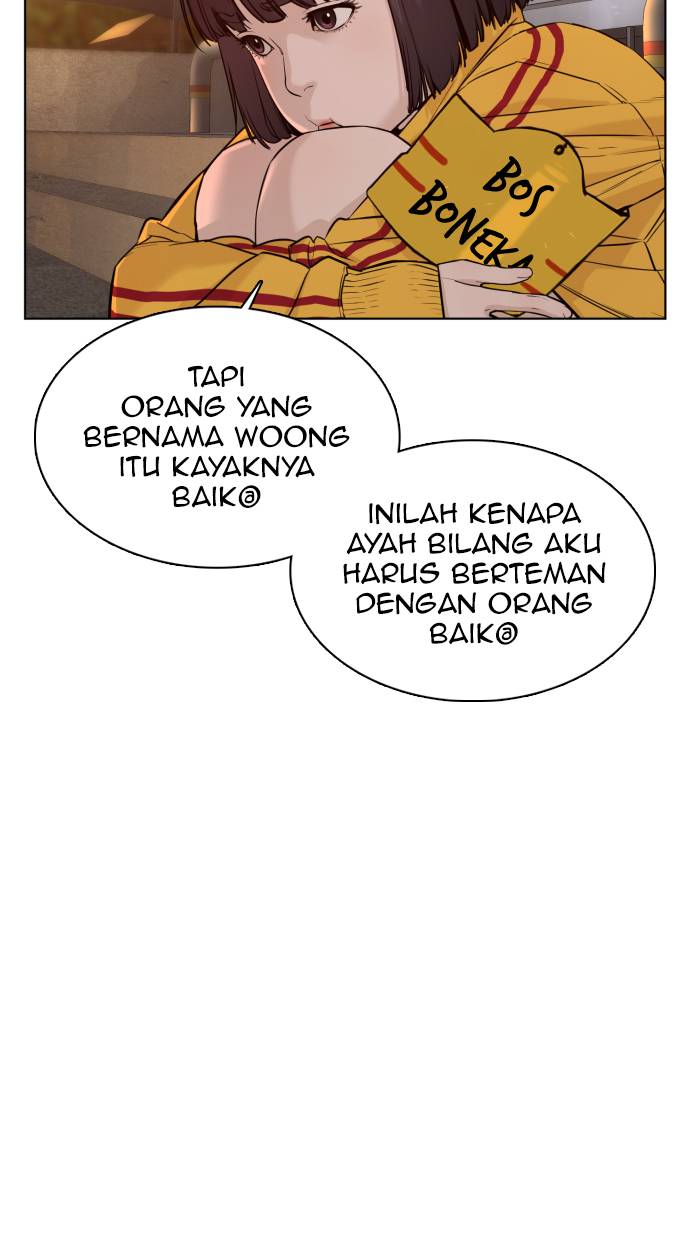 BOS
BONEKA
TAPI
ORANG YANG
BERNAMA WOONG
ITU KAYAKNYA
BAIK@
INILAH KENAPA
AYAH BILANG AKU
HARUS BERTEMAN
DENGAN ORANG
BAIK@